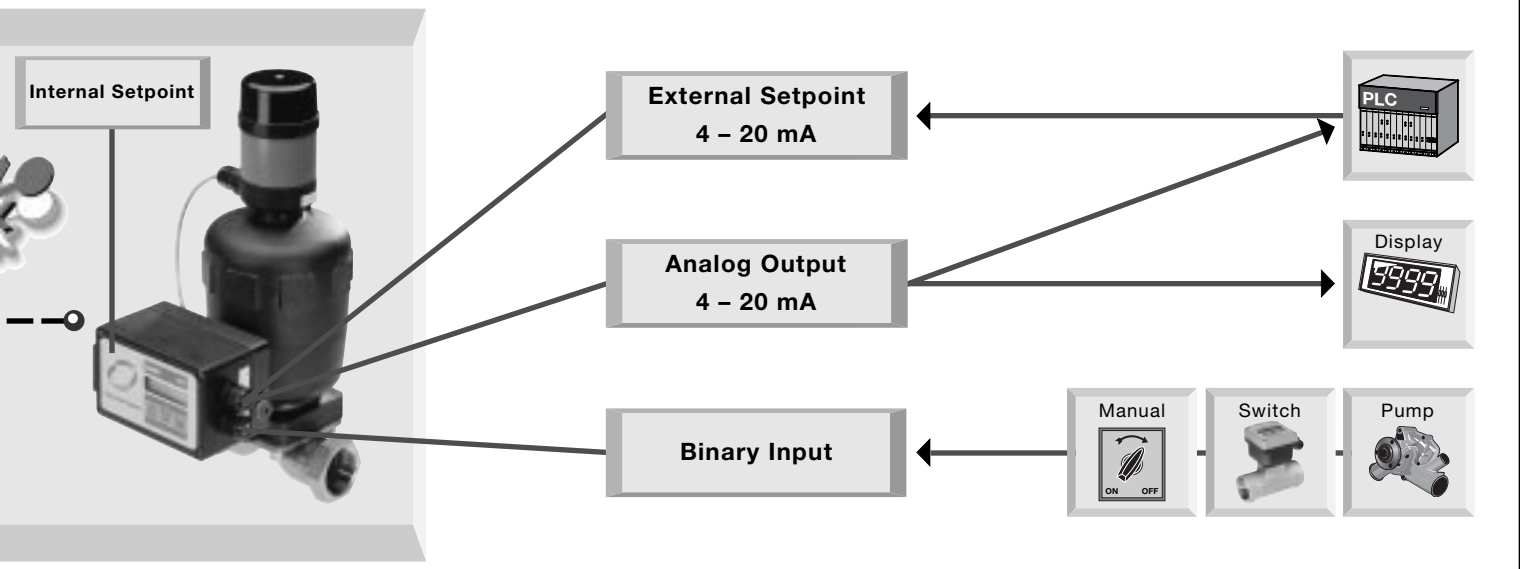 Internal Setpoint
External Setpoint
4 – 20 mA
PLC
Analog Output
4 – 20 mA
Display
9999
Binary Input
Manual
ON OFF
Switch
Pump